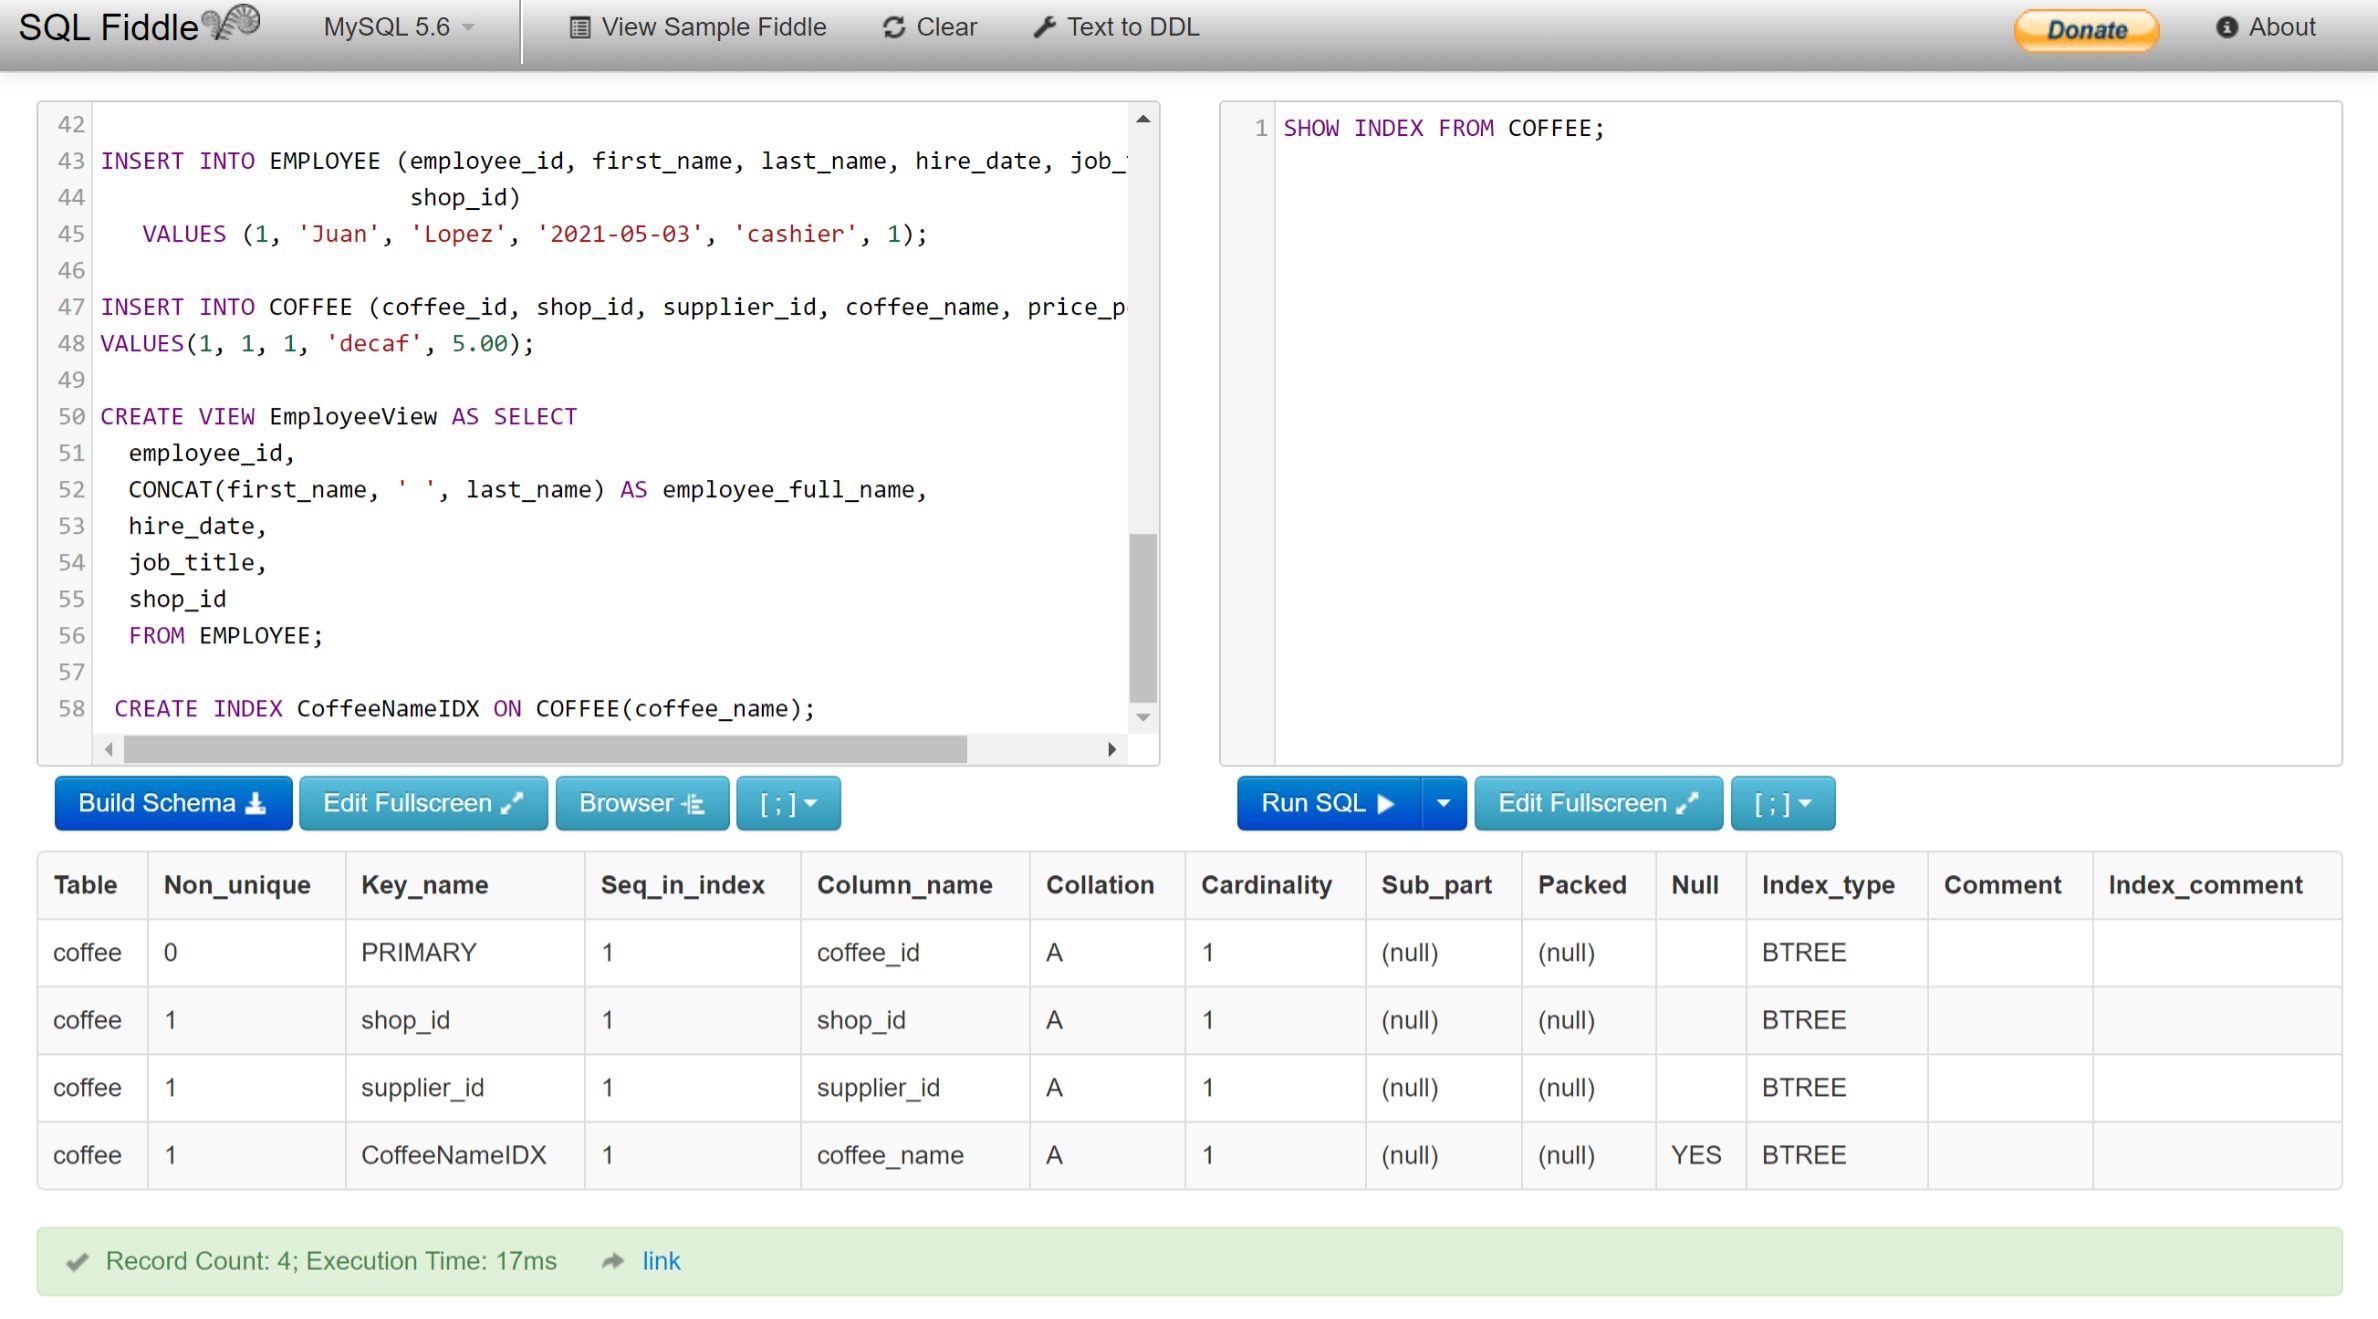 SQL Fiddle MySQL 5.6 View Sample Fiddle Clear Text to DDL Donate About
42
43 INSERT INTO EMPLOYEE (employee_id, first_name, last_name, hire_date, job_
44 shop_id)
45 VALUES (1, 'Juan', 'Lopez', '2021-05-03', 'cashier', 1);
46
47 INSERT INTO COFFEE (coffee_id, shop_id, supplier_id, coffee_name, price_p
48 VALUES(1, 1, 1, 'decaf', 5.00);
49
50 CREATE VIEW EmployeeView AS SELECT
51 employee_id,
52 CONCAT(first_name, ' ', last_name) AS employee_full_name,
53 hire_date,
54 job_title,
55 shop_id
56 FROM EMPLOYEE;
57
58 CREATE INDEX CoffeeNameIDX ON COFFEE(coffee_name);
1 SHOW INDEX FROM COFFEE;
Build Schema Edit Fullscreen Browser [ ; ]
Run SQL Edit Fullscreen [ ; ]
Table Non_unique Key_name Seq_in_index Column_name Collation Cardinality Sub_part Packed Null Index_type Comment Index_comment
coffee 0 PRIMARY 1 coffee_id A 1 (null) (null) BTREE
coffee 1 shop_id 1 shop_id A 1 (null) (null) BTREE
coffee 1 supplier_id 1 supplier_id A 1 (null) (null) BTREE
coffee 1 CoffeeNameIDX 1 coffee_name A 1 (null) (null) YES BTREE
Record Count: 4; Execution Time: 17ms link